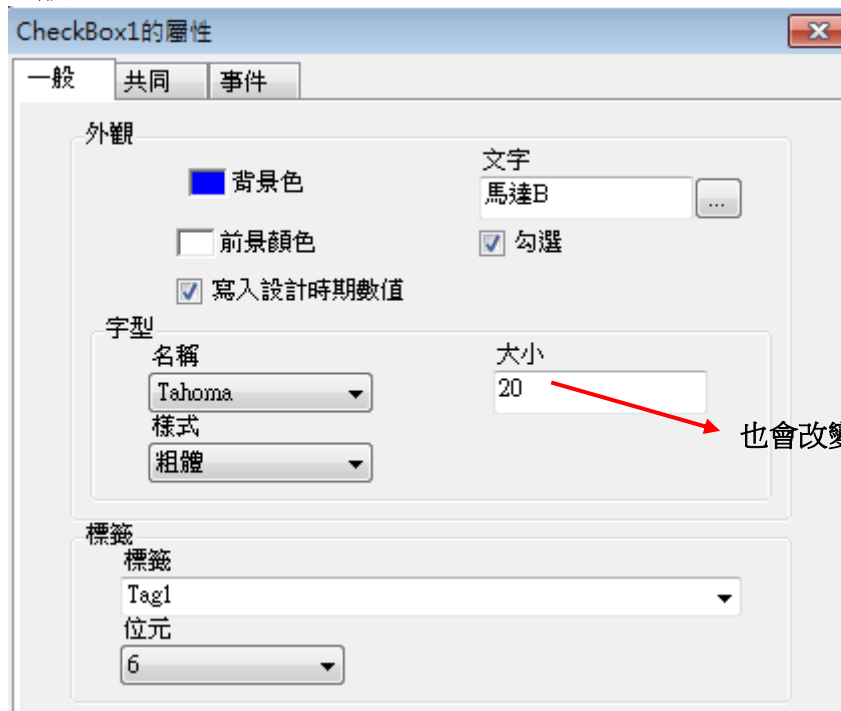 CheckBox1的屬性
一般 共同 事件
外觀
背景色
文字
馬達B
...
前景顏色
勾選
寫入設計時期數值
字型
名稱
大小
Tahoma
20
樣式
也會改變
粗體
標籤
標籤
Tag1
位元
6